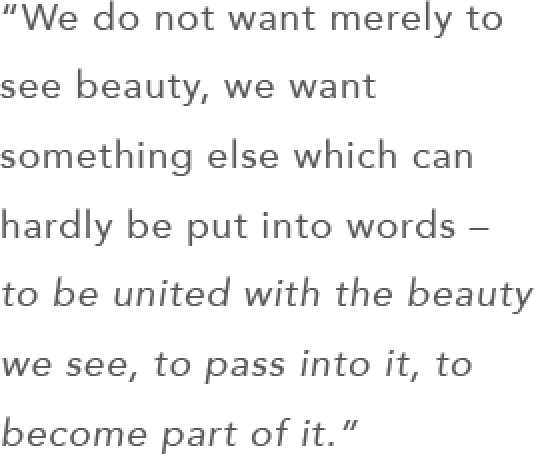 “We do not want merely to
see beauty, we want
something else which can
hardly be put into words –
to be united with the beauty
we see, to pass into it, to
become part of it.”